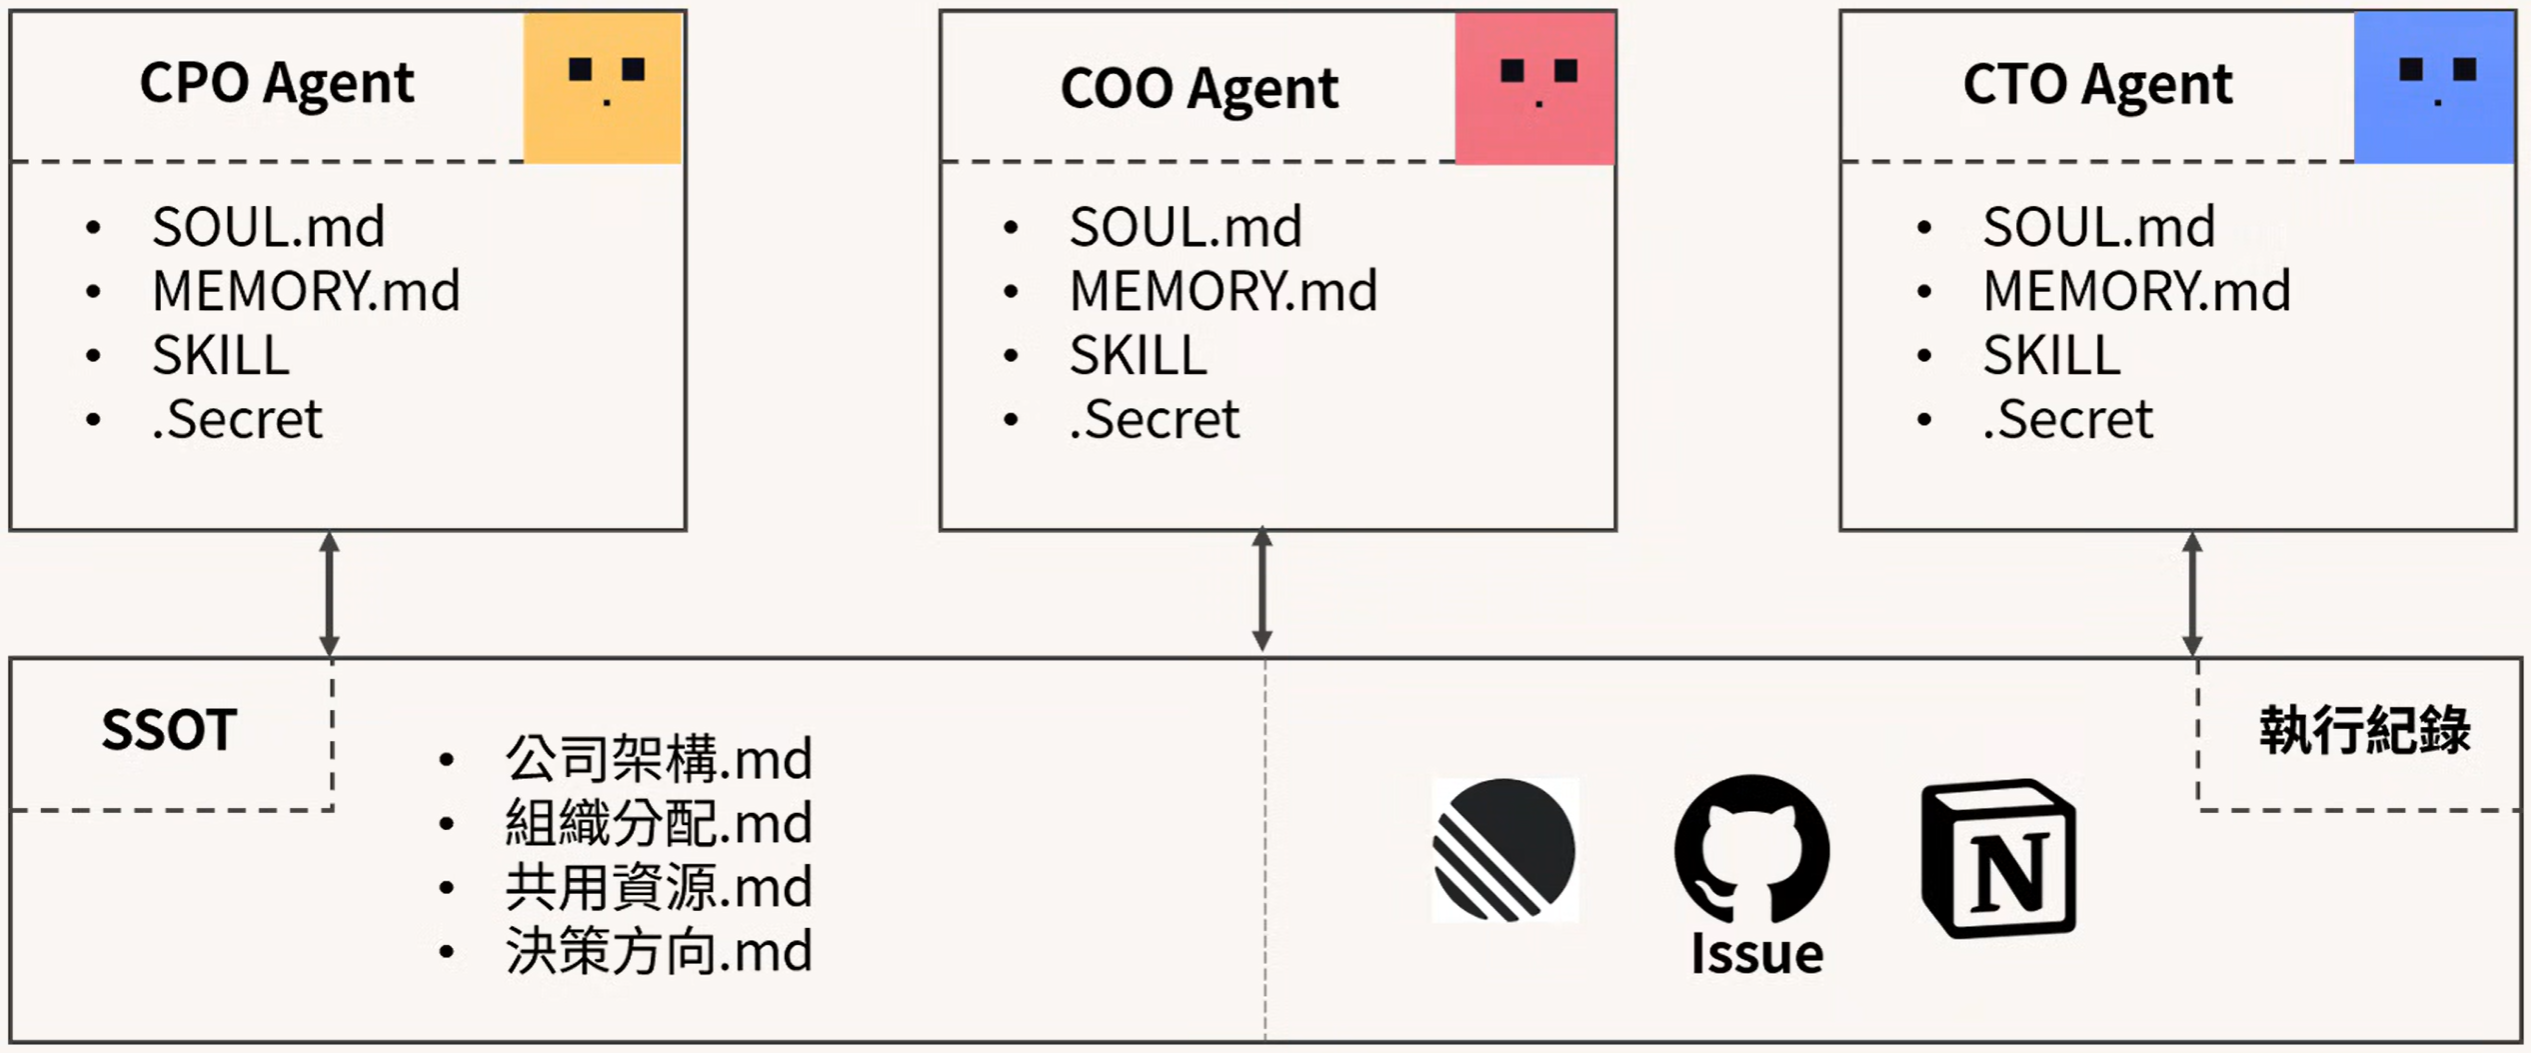 CPO Agent
• SOUL.md
• MEMORY.md
• SKILL
• .Secret
COO Agent
• SOUL.md
• MEMORY.md
• SKILL
• .Secret
CTO Agent
• SOUL.md
• MEMORY.md
• SKILL
• .Secret
SSOT
• 公司架構.md
• 組織分配.md
• 共用資源.md
• 決策方向.md
執行紀錄
Issue
N